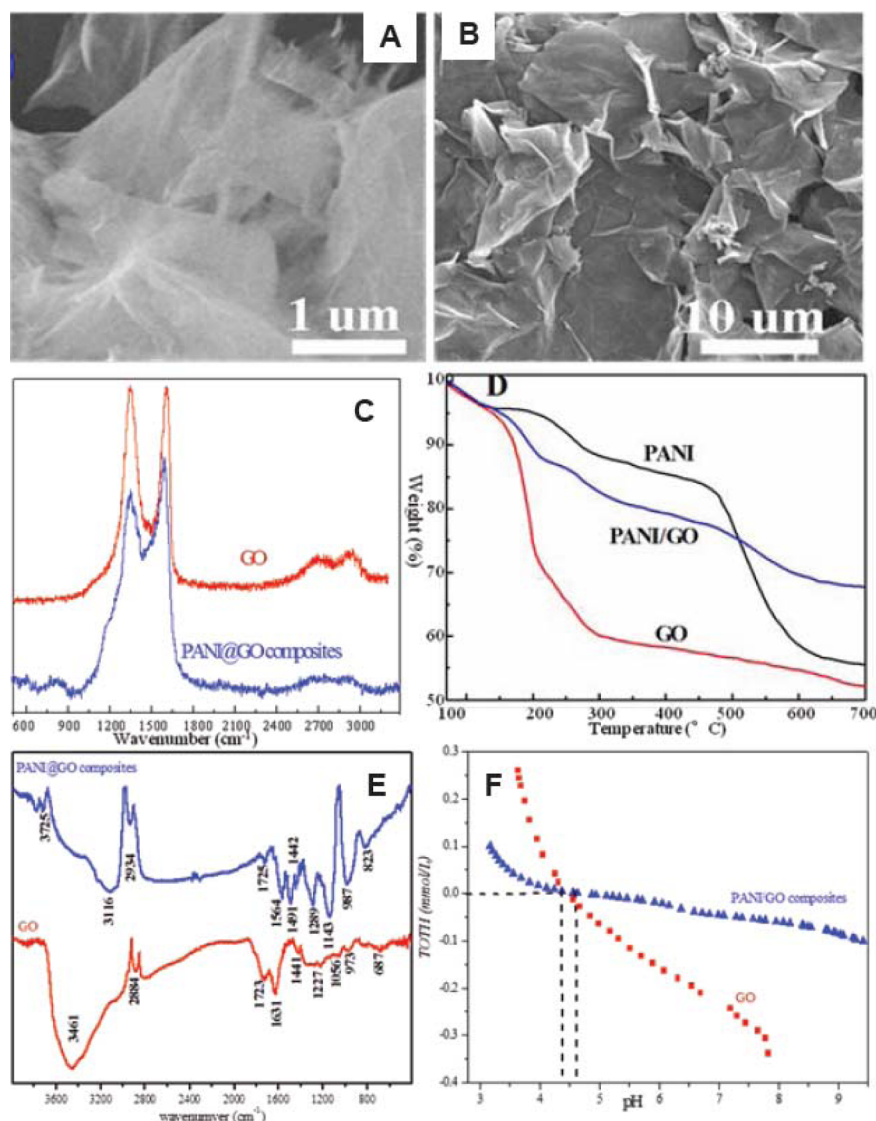 A
B
1 um
10 um
C
GO
PANI@GO composites
600 900 1200 1500 1800 2100 2400 2700 3000
Wavenumber (cm-1)
D
100
90
80
70
60
50
Weight (%)
PANI
PANI/GO
GO
100 200 300 400 500 600 700
Temperature (° C)
E
PANI@GO composites
3725
3116
2934
1725
1564
1491
1442
1289
1143
987
823
GO
3461
2884
1723
1631
1441
1227
1056
973
687
3600 3200 2800 2400 2000 1600 1200 800
wavenumver (cm-1)
F
0.3
0.2
0.1
0.0
-0.1
-0.2
-0.3
-0.4
TOTH (mmol/L)
PANI/GO composites
GO
3 4 5 6 7 8 9
pH